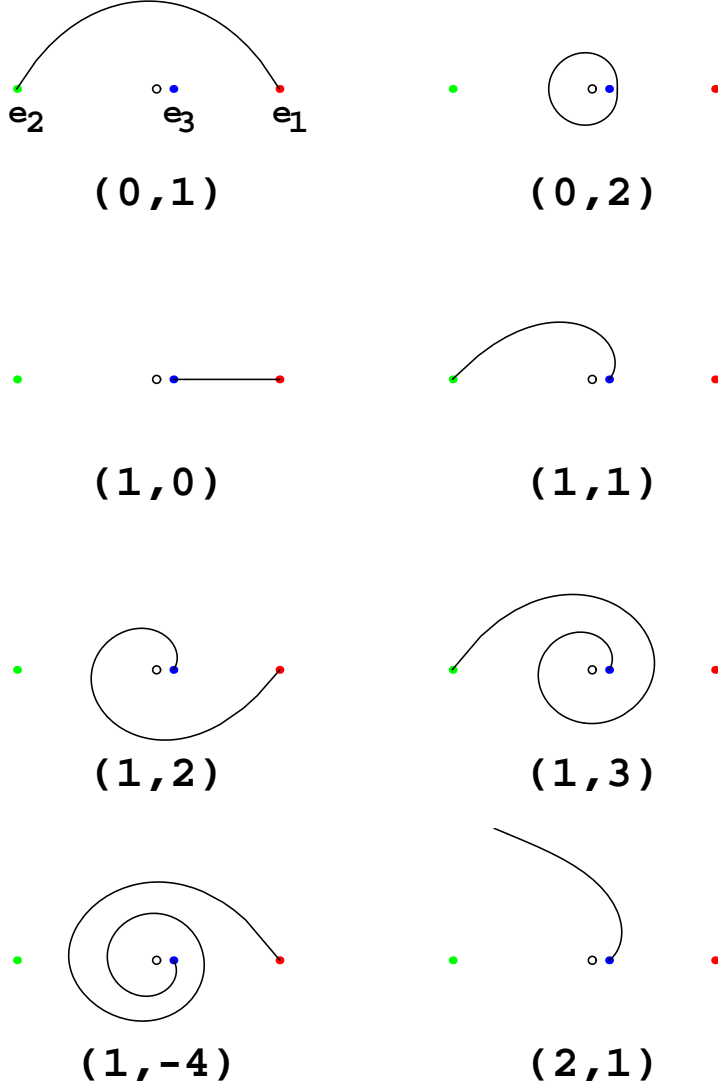 e2 e3 e1
(0,1) (0,2)
(1,0) (1,1)
(1,2) (1,3)
(1,-4) (2,1)